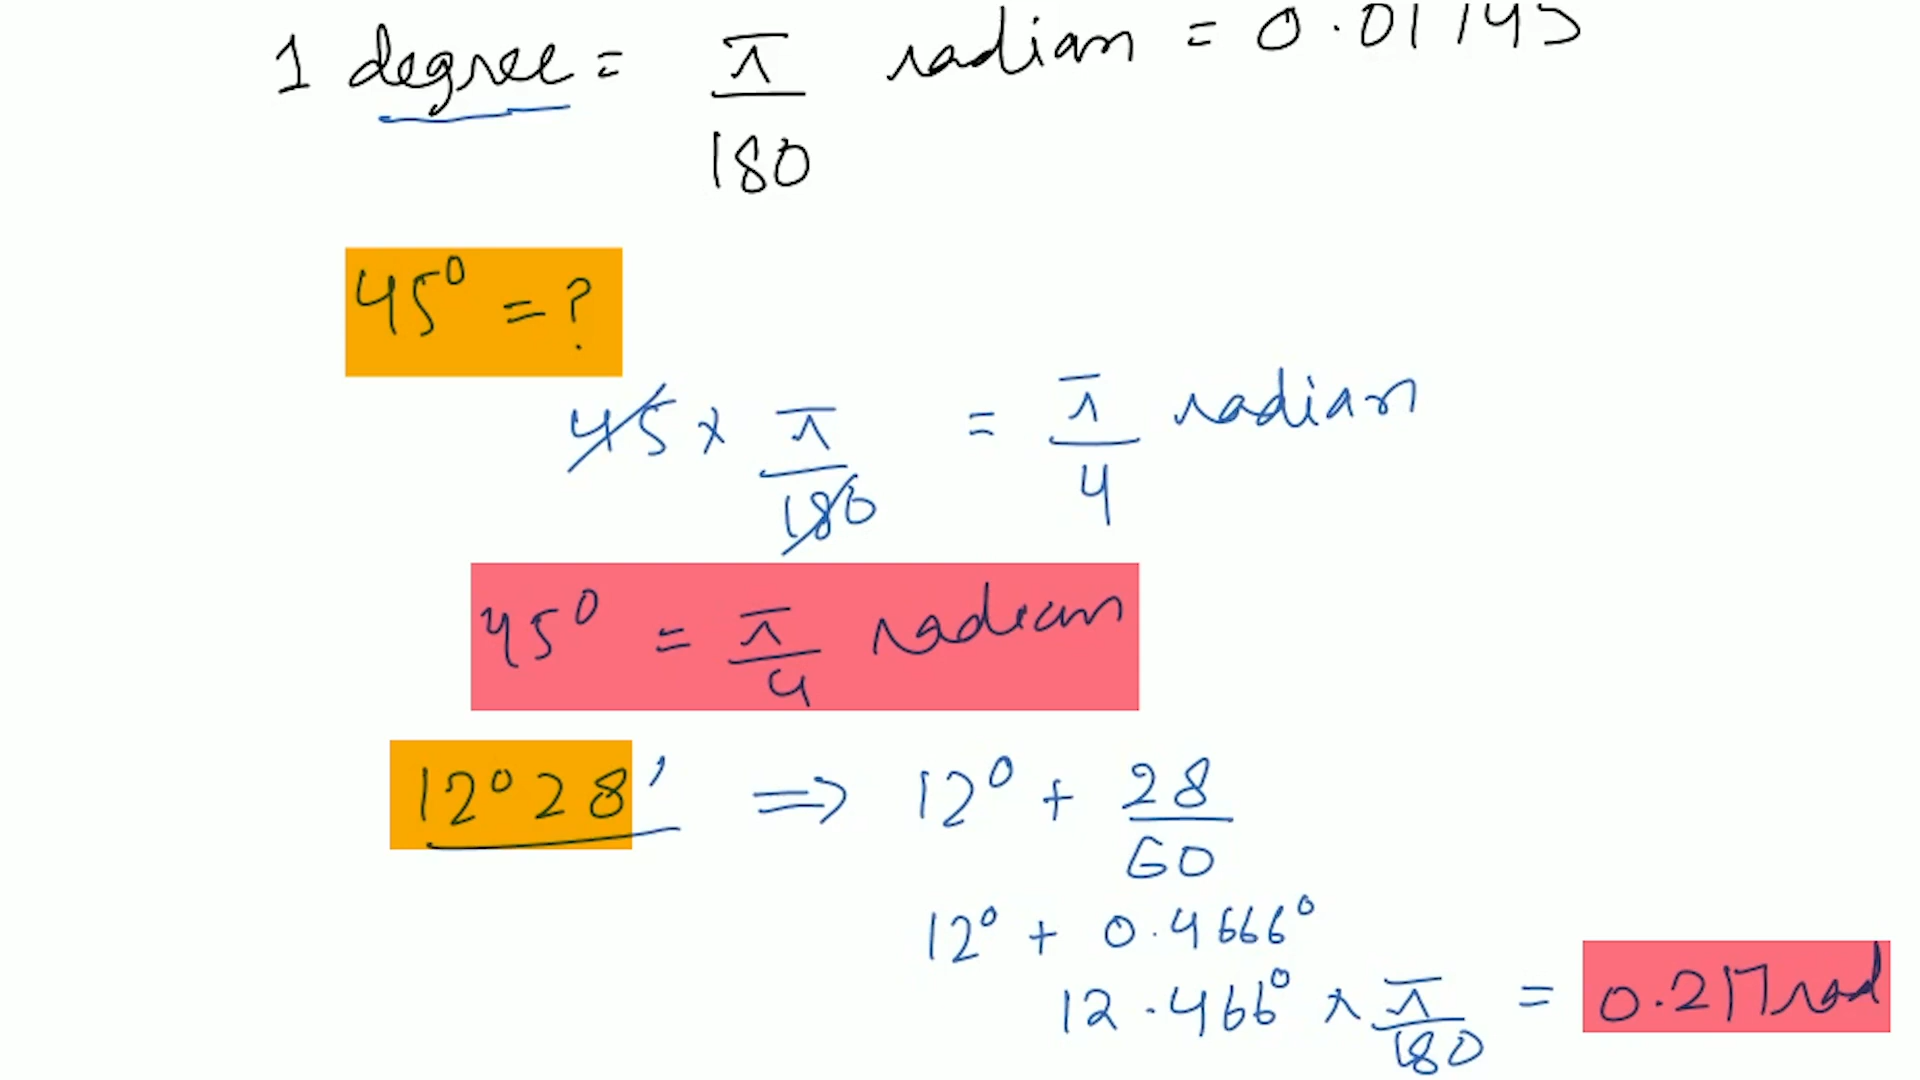 1 degree = π/180 radian = 0.01745
45° = ?
45 × π/180 = π/4 radian
45° = π/4 radian
12° 28' ⇒ 12° + 28/60
12° + 0.4666°
12.466° × π/180 = 0.217 rad